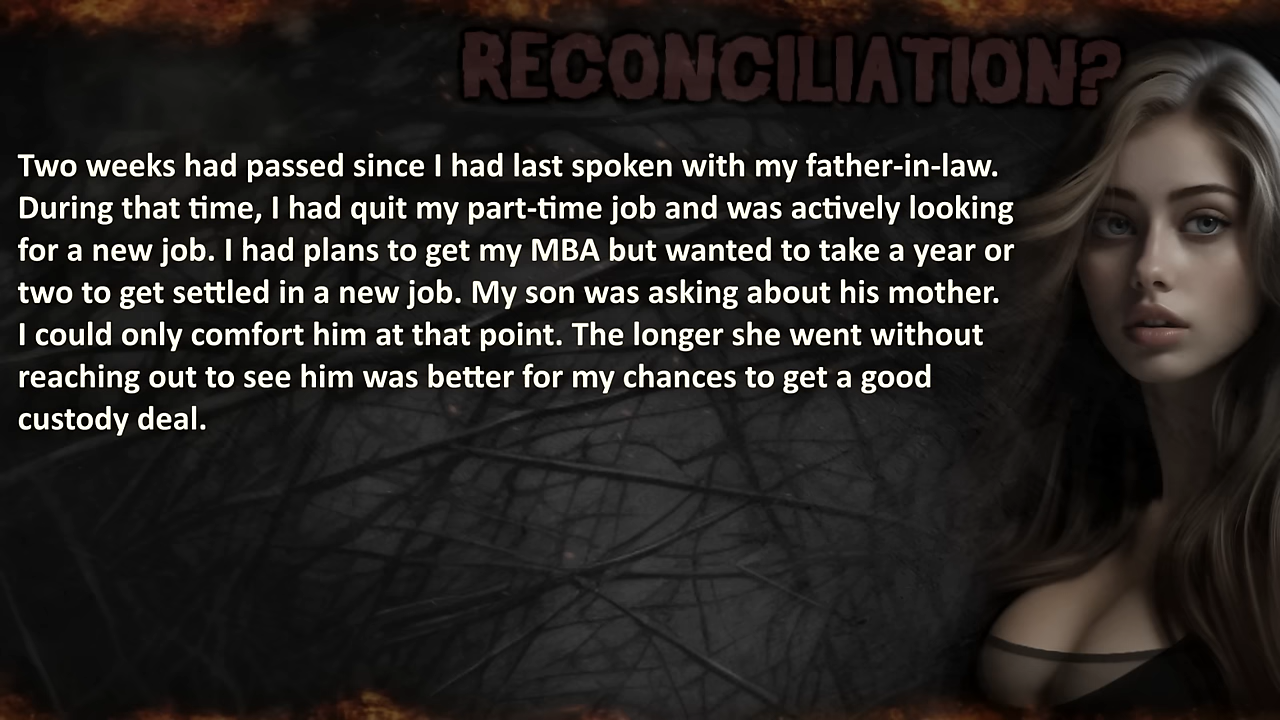 RECONCILIATION?
Two weeks had passed since I had last spoken with my father-in-law.
During that time, I had quit my part-time job and was actively looking
for a new job. I had plans to get my MBA but wanted to take a year or
two to get settled in a new job. My son was asking about his mother.
I could only comfort him at that point. The longer she went without
reaching out to see him was better for my chances to get a good
custody deal.